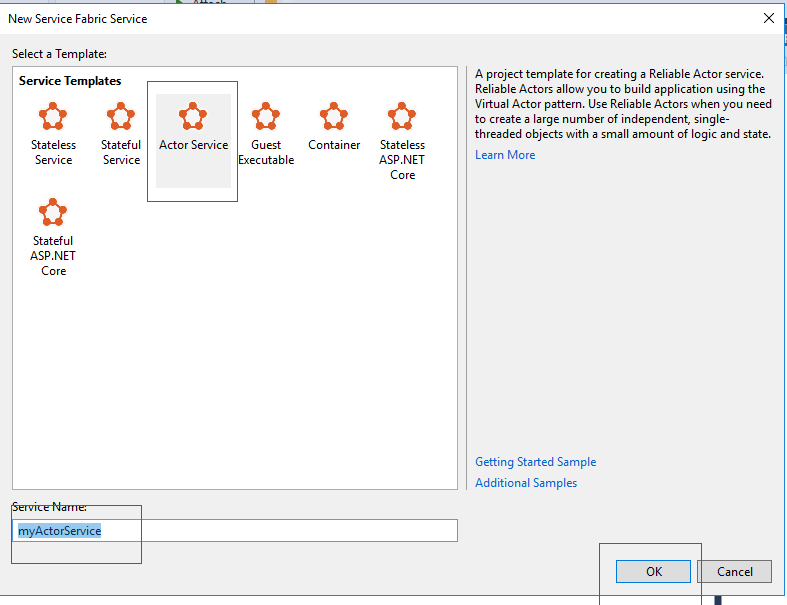 Attach
New Service Fabric Service
Select a Template:
Service Templates
Stateless
Service
Stateful
Service
Actor Service
Guest
Executable
Container
Stateless
ASP.NET
Core
Stateful
ASP.NET
Core
A project template for creating a Reliable Actor service.
Reliable Actors allow you to build application using the
Virtual Actor pattern. Use Reliable Actors when you need
to create a large number of independent, single-
threaded objects with a small amount of logic and state.
Learn More
Getting Started Sample
Additional Samples
Service Name:
myActorService
OK
Cancel